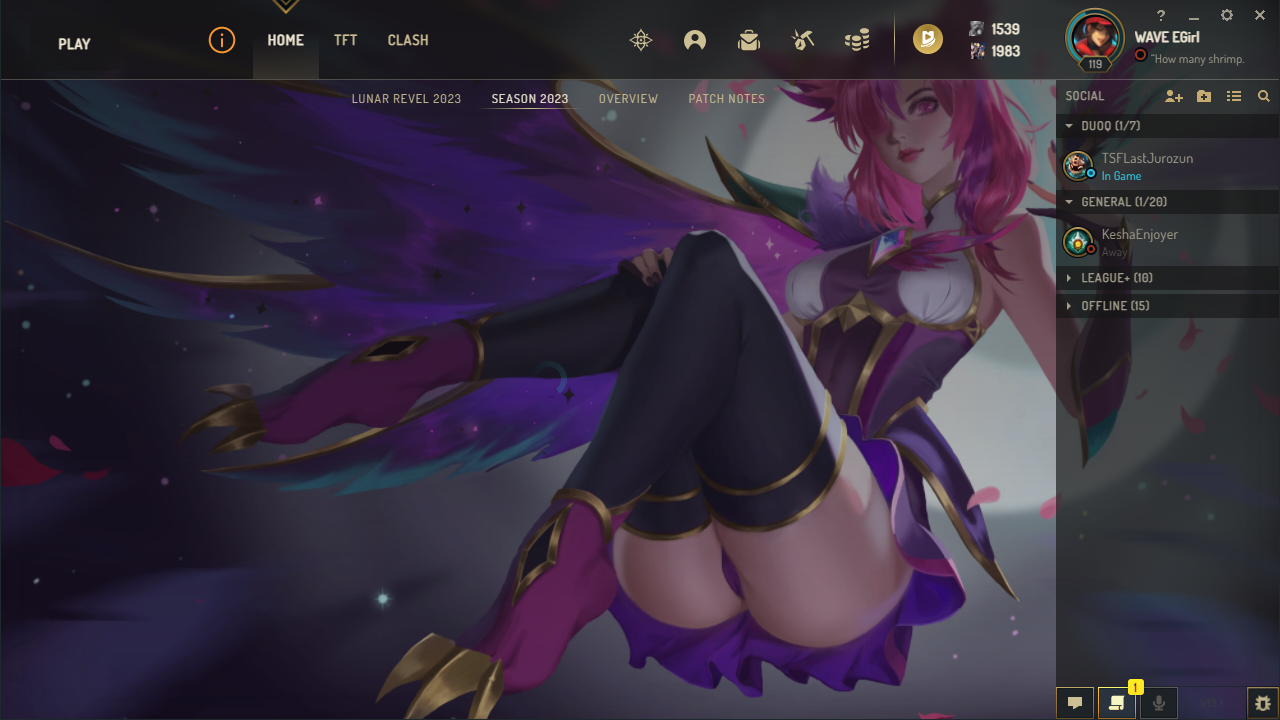 PLAY
HOME
TFT
CLASH
1539
1983
119
?
WAVE EGirl
"How many shrimp.
LUNAR REVEL 2023
SEASON 2023
OVERVIEW
PATCH NOTES
SOCIAL
DUOQ (1/7)
TSFLastJurozun
In Game
GENERAL (1/20)
KeshaEnjoyer
Away
LEAGUE+ (10)
OFFLINE (15)
1